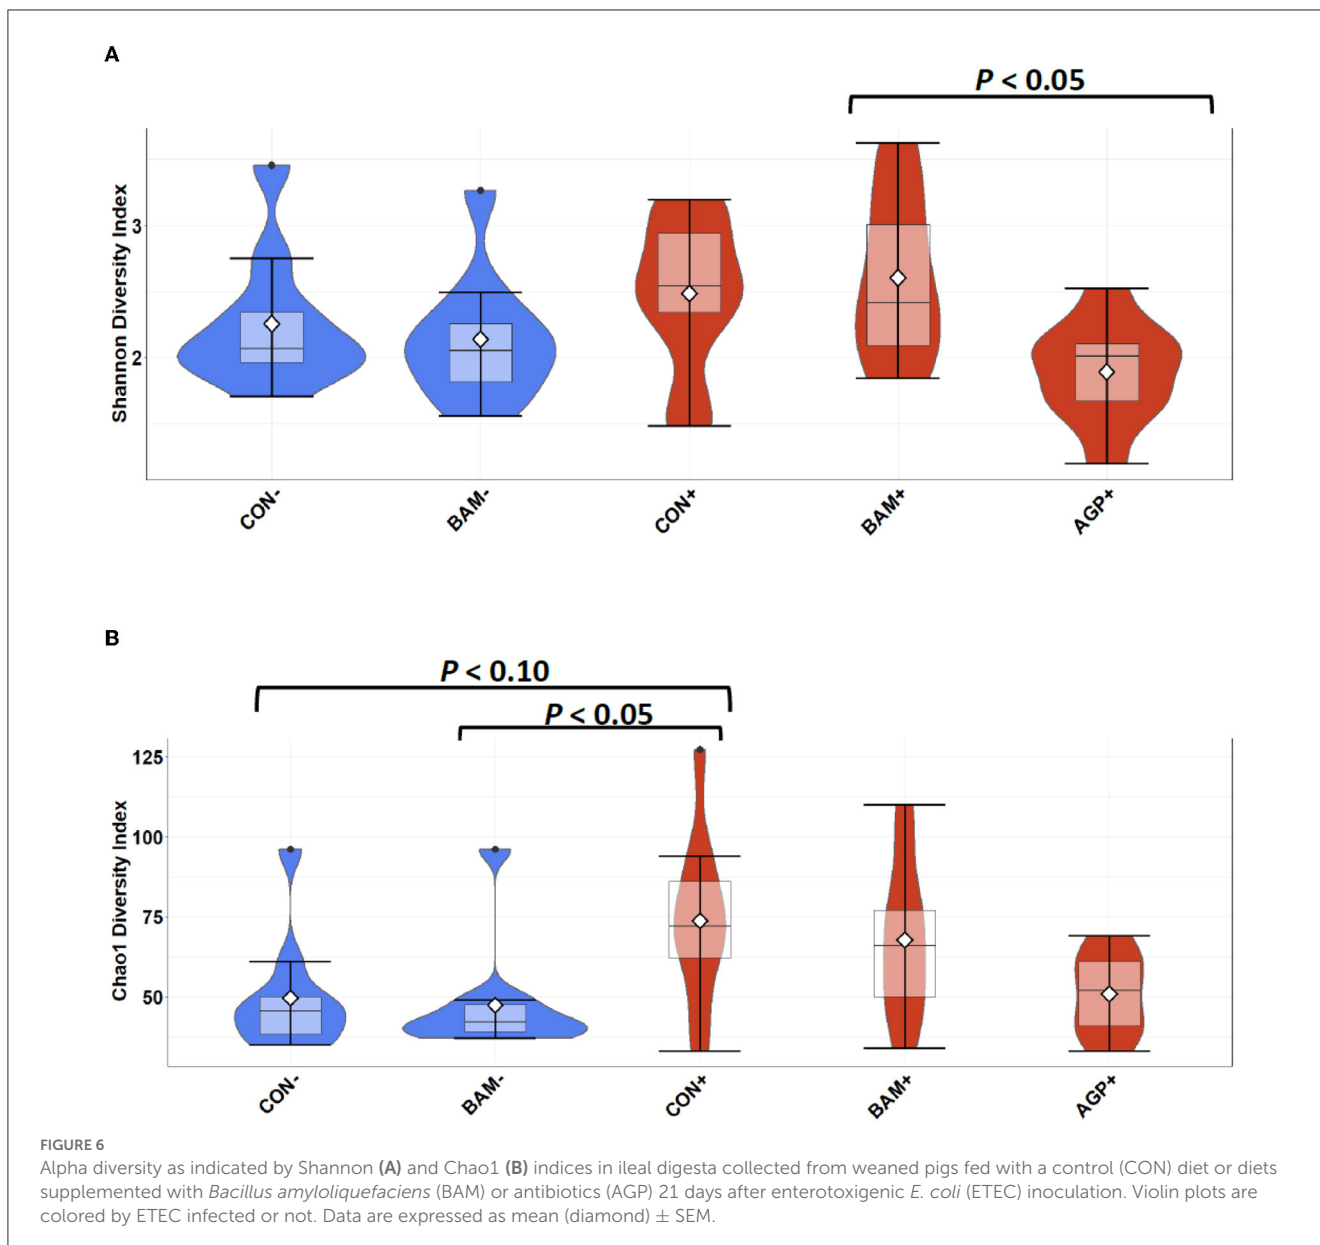 A
P < 0.05
Shannon Diversity Index
3
2
CON-
BAM-
CON+
BAM+
AGP+
B
P < 0.10
P < 0.05
Chao1 Diversity Index
125
100
75
50
CON-
BAM-
CON+
BAM+
AGP+
FIGURE 6
Alpha diversity as indicated by Shannon (A) and Chao1 (B) indices in ileal digesta collected from weaned pigs fed with a control (CON) diet or diets
supplemented with Bacillus amyloliquefaciens (BAM) or antibiotics (AGP) 21 days after enterotoxigenic E. coli (ETEC) inoculation. Violin plots are
colored by ETEC infected or not. Data are expressed as mean (diamond) ± SEM.